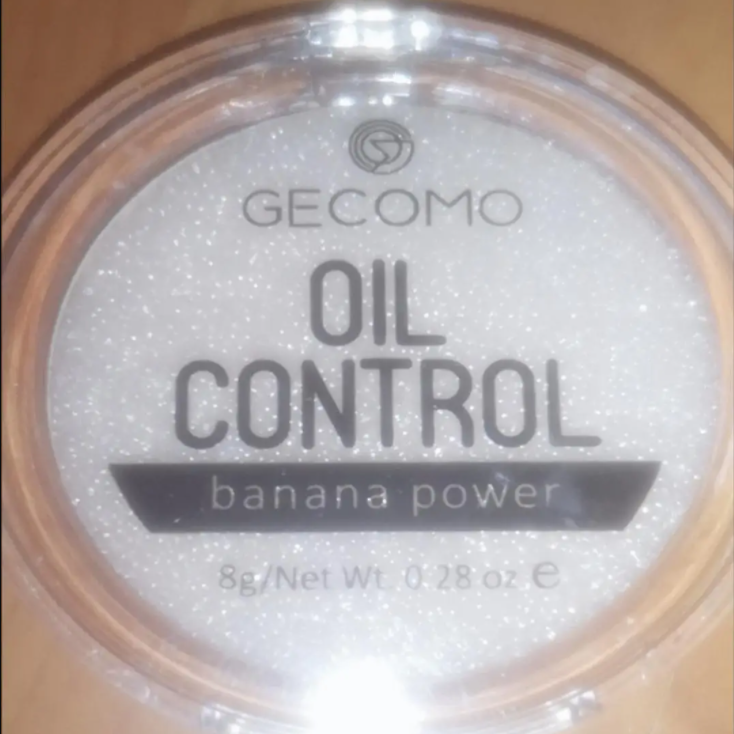 GECOMO
OIL
CONTROL
banana power
8g/Net Wt. 0.28 oz ℮